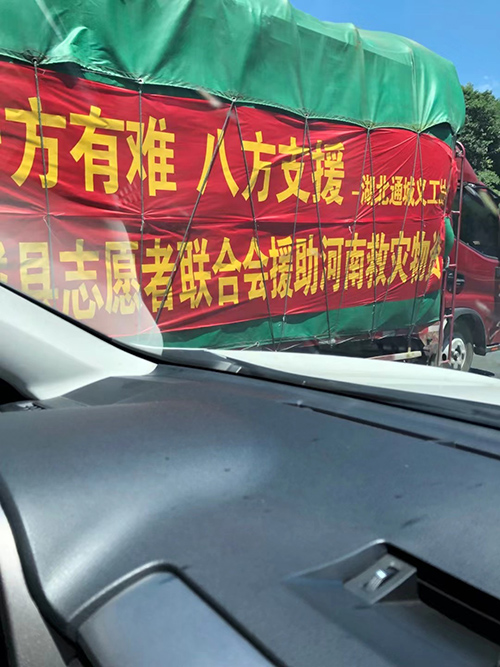 方有难 八方支援-湖北通城义工
县志愿者联合会援助河南救灾物